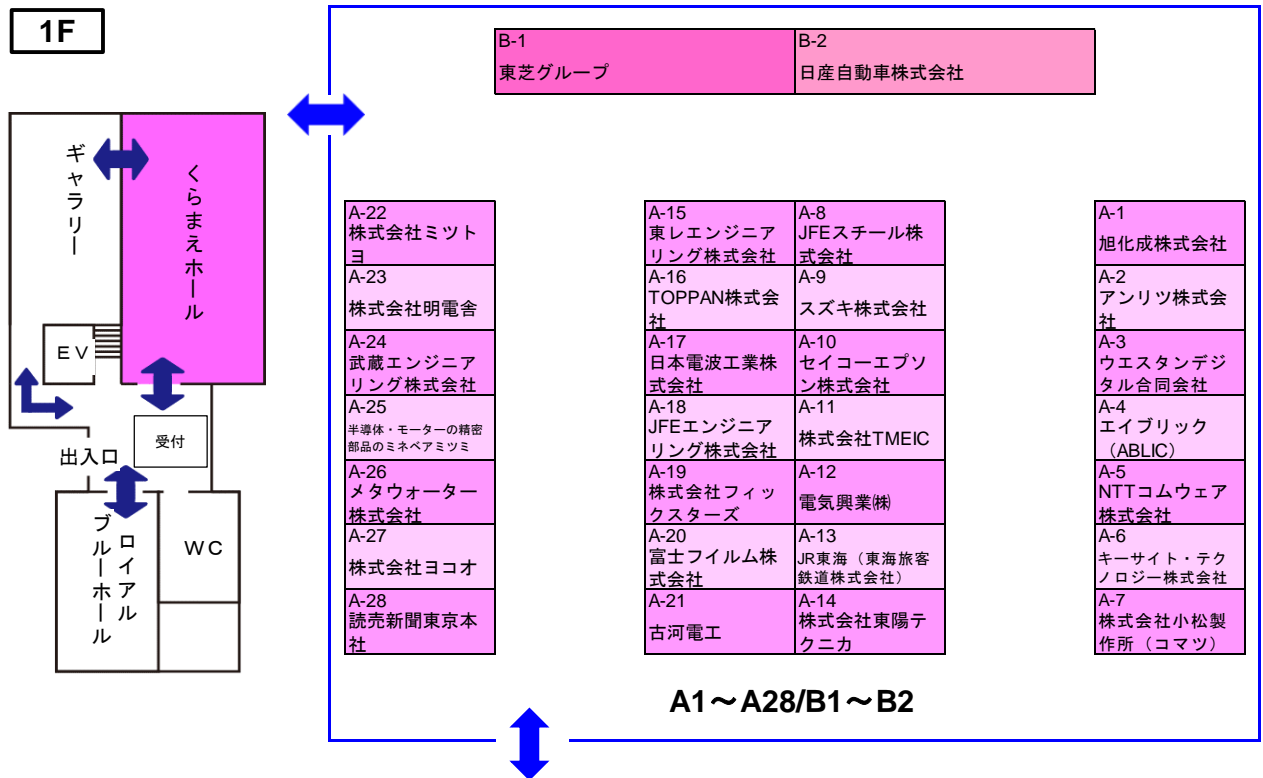 1F
B-1
東芝グループ
B-2
日産自動車株式会社
ギャラリー
くらまえホール
EV
受付
出入口
ロイアル
ブルーホール
WC
A-22
株式会社ミツト
ヨ
A-23
株式会社明電舎
A-24
武蔵エンジニア
リング株式会社
A-25
半導体・モーターの精密
部品のミネベアミツミ
A-26
メタウォーター
株式会社
A-27
株式会社ヨコオ
A-28
読売新聞東京本
社
A-15
東レエンジニア
リング株式会社
A-16
TOPPAN株式会
社
A-17
日本電波工業株
式会社
A-18
JFEエンジニア
リング株式会社
A-19
株式会社フィッ
クスターズ
A-20
富士フイルム株
式会社
A-21
古河電工
A-8
JFEスチール株
式会社
A-9
スズキ株式会社
A-10
セイコーエプソ
ン株式会社
A-11
株式会社TMEIC
A-12
電気興業㈱
A-13
JR東海（東海旅客
鉄道株式会社）
A-14
株式会社東陽テ
クニカ
A-1
旭化成株式会社
A-2
アンリツ株式会
社
A-3
ウエスタンデジ
タル合同会社
A-4
エイブリック
（ABLIC）
A-5
NTTコムウェア
株式会社
A-6
キーサイト・テク
ノロジー株式会社
A-7
株式会社小松製
作所（コマツ）
A1～A28/B1～B2